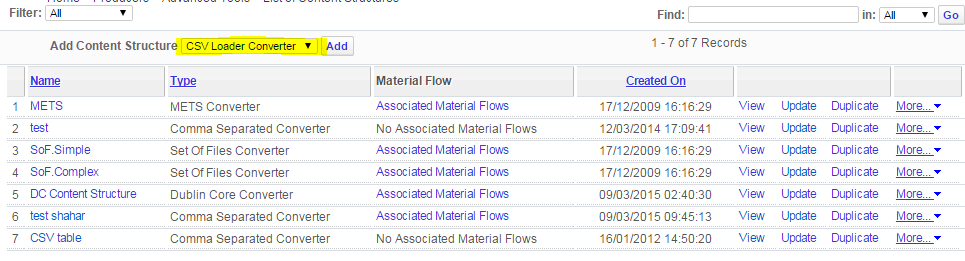 Home Producers Advanced Tools List of Content Structures
Filter: All Find: in: All Go
Add Content Structure CSV Loader Converter Add 1 - 7 of 7 Records
Name Type Material Flow Created On
1 METS METS Converter Associated Material Flows 17/12/2009 16:16:29 View Update Duplicate More...
2 test Comma Separated Converter No Associated Material Flows 12/03/2014 17:09:41 View Update Duplicate More...
3 SoF.Simple Set Of Files Converter Associated Material Flows 17/12/2009 16:16:29 View Update Duplicate More...
4 SoF.Complex Set Of Files Converter Associated Material Flows 17/12/2009 16:16:29 View Update Duplicate More...
5 DC Content Structure Dublin Core Converter Associated Material Flows 09/03/2015 02:40:30 View Update Duplicate More...
6 test shahar Comma Separated Converter Associated Material Flows 09/03/2015 09:45:13 View Update Duplicate More...
7 CSV table Comma Separated Converter No Associated Material Flows 16/01/2012 14:50:20 View Update Duplicate More...